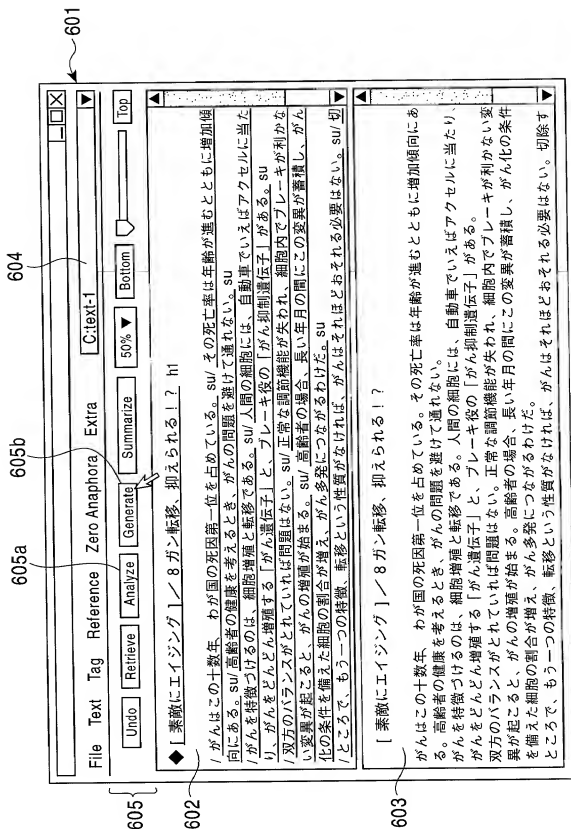 601
604
C:text-1
File Text Tag Reference Zero Anaphora Extra
605a
605b
605
Undo Retrieve Analyze Generate Summarize 50% ▼ Bottom Top
602
◆[ 素敵にエイジング ] ／ 8 ガン転移、抑えられる！？ h1
/ がんはこの十数年、 わが国の死因第一位を占めている。su/ その死亡率は年齢が進むとともに増加傾
向にある。su/ 高齢者の健康を考えるとき、がんの問題を避けて通れない。su
/がんを特徴づけるのは、細胞増殖と転移である。su/ 人間の細胞には、自動車でいえばアクセルに当た
り、がんをどんどん増殖する「がん遺伝子」と、ブレーキ役の「がん抑制遺伝子」がある。su
/ 双方のバランスがとれていれば問題はない。su/ 正常な調節機能が失われ、細胞内でブレーキが利かな
い変異が起こると、がんの増殖が始まる。su/ 高齢者の場合、長い年月の間にこの変異が蓄積し、がん
化の条件を備えた細胞の割合が増え、がん多発につながるわけだ。su
/ところで、もう一つの特徴、転移という性質がなければ、がんはそれほどおそれる必要はない。su/ 切
603
[ 素敵にエイジング ] ／ 8 ガン転移、抑えられる！？
がんはこの十数年、 わが国の死因第一位を占めている。その死亡率は年齢が進むとともに増加傾向にあ
る。高齢者の健康を考えるとき、がんの問題を避けて通れない。
がんを特徴づけるのは、細胞増殖と転移である。人間の細胞には、自動車でいえばアクセルに当たり、
がんをどんどん増殖する「がん遺伝子」と、ブレーキ役の「がん抑制遺伝子」がある。
双方のバランスがとれていれば問題はない。正常な調節機能が失われ、細胞内でブレーキが利かない変
異が起こると、がんの増殖が始まる。高齢者の場合、長い年月の間にこの変異が蓄積し、がん化の条件
を備えた細胞の割合が増え、がん多発につながるわけだ。
ところで、もう一つの特徴、転移という性質がなければ、がんはそれほどおそれる必要はない。切除す